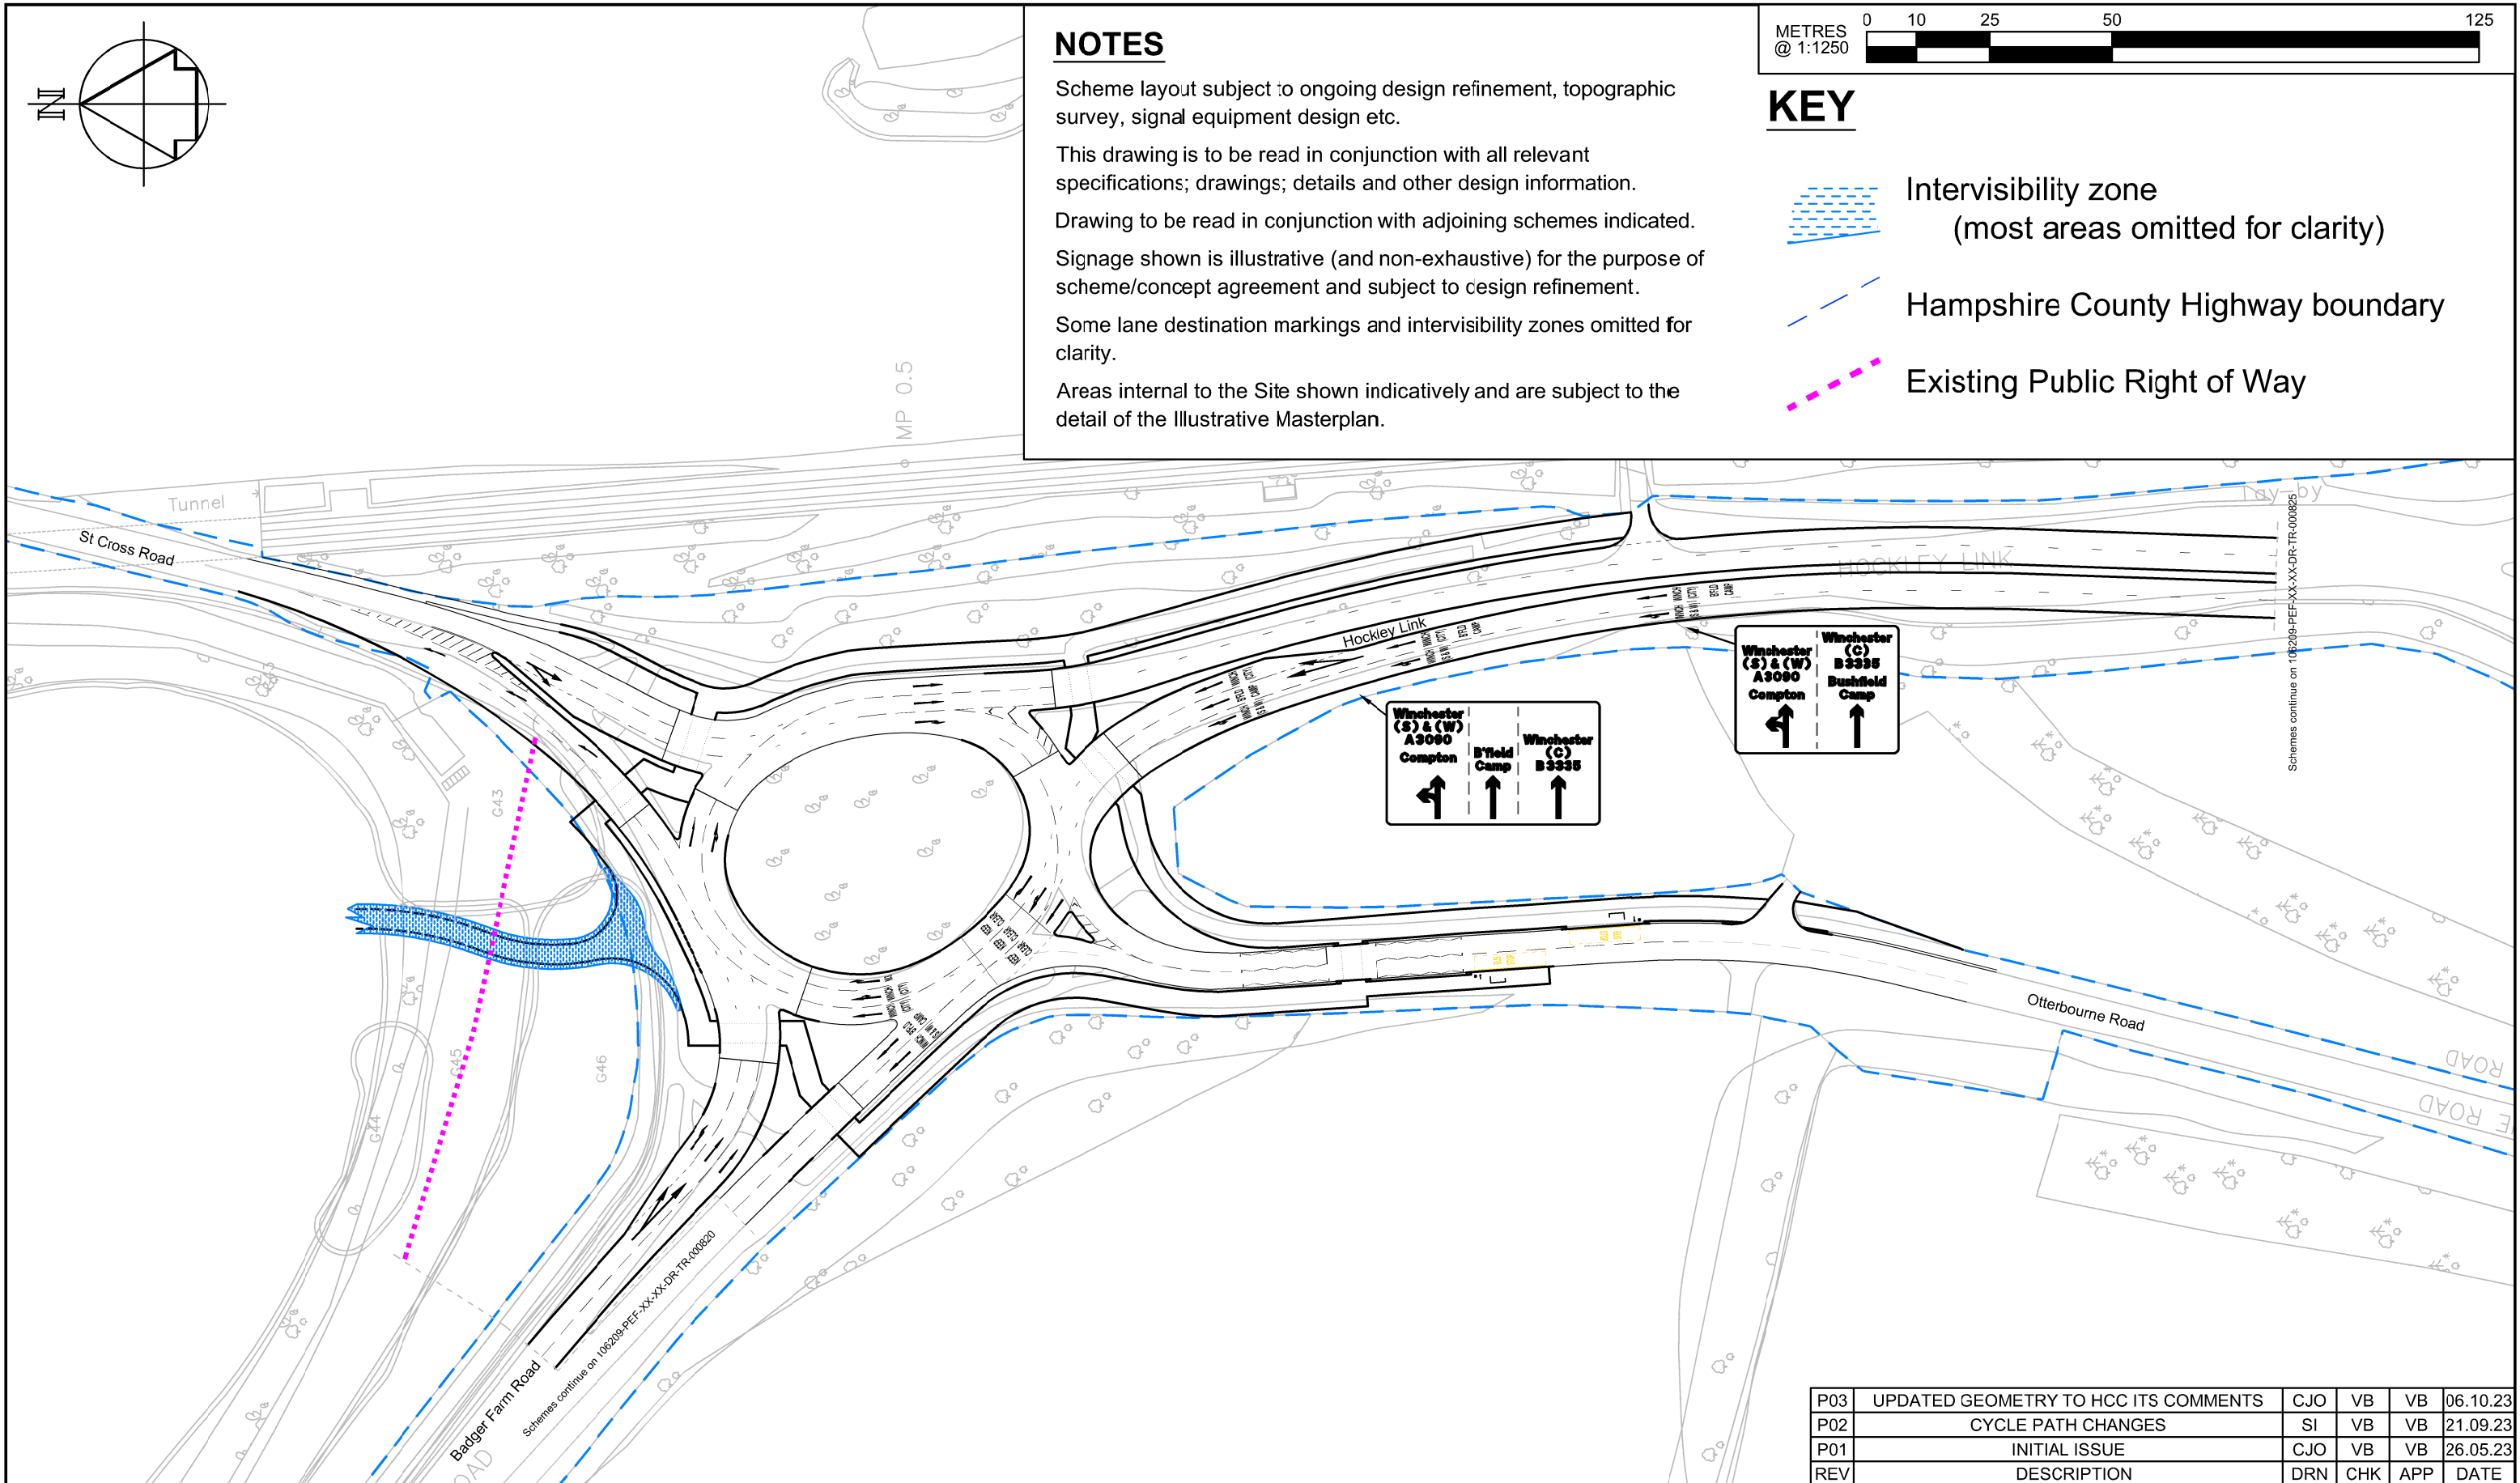 N
NOTES
Scheme layout subject to ongoing design refinement, topographic
survey, signal equipment design etc.
This drawing is to be read in conjunction with all relevant
specifications; drawings; details and other design information.
Drawing to be read in conjunction with adjoining schemes indicated.
Signage shown is illustrative (and non-exhaustive) for the purpose of
scheme/concept agreement and subject to design refinement.
Some lane destination markings and intervisibility zones omitted for
clarity.
Areas internal to the Site shown indicatively and are subject to the
detail of the Illustrative Masterplan.
METRES
@ 1:1250
0 10 25 50 125
KEY
Intervisibility zone
(most areas omitted for clarity)
Hampshire County Highway boundary
Existing Public Right of Way
MP 0.5
Tunnel
St Cross Road
Lay-by
HOCKLEY LINK
Hockley Link
Schemes continue on 106209-PEF-XX-XX-DR-TR-000825
Winchester
(S) & (W)
A3090
Compton
Winchester
(C)
B3335
Bushfield
Camp
Winchester
(S) & (W)
A3090
Compton
B'field
Camp
Winchester
(C)
B3335
G43
G45
G44
G46
KEEP
CLEAR
KEEP
CLEAR
KEEP
CLEAR
BUS
STOP
BUS
STOP
Otterbourne Road
ROAD
E ROAD
Badger Farm Road
Schemes continue on 106209-PEF-XX-XX-DR-TR-000820
OAD
P03 UPDATED GEOMETRY TO HCC ITS COMMENTS CJO VB VB 06.10.23
P02 CYCLE PATH CHANGES SI VB VB 21.09.23
P01 INITIAL ISSUE CJO VB VB 26.05.23
REV DESCRIPTION DRN CHK APP DATE